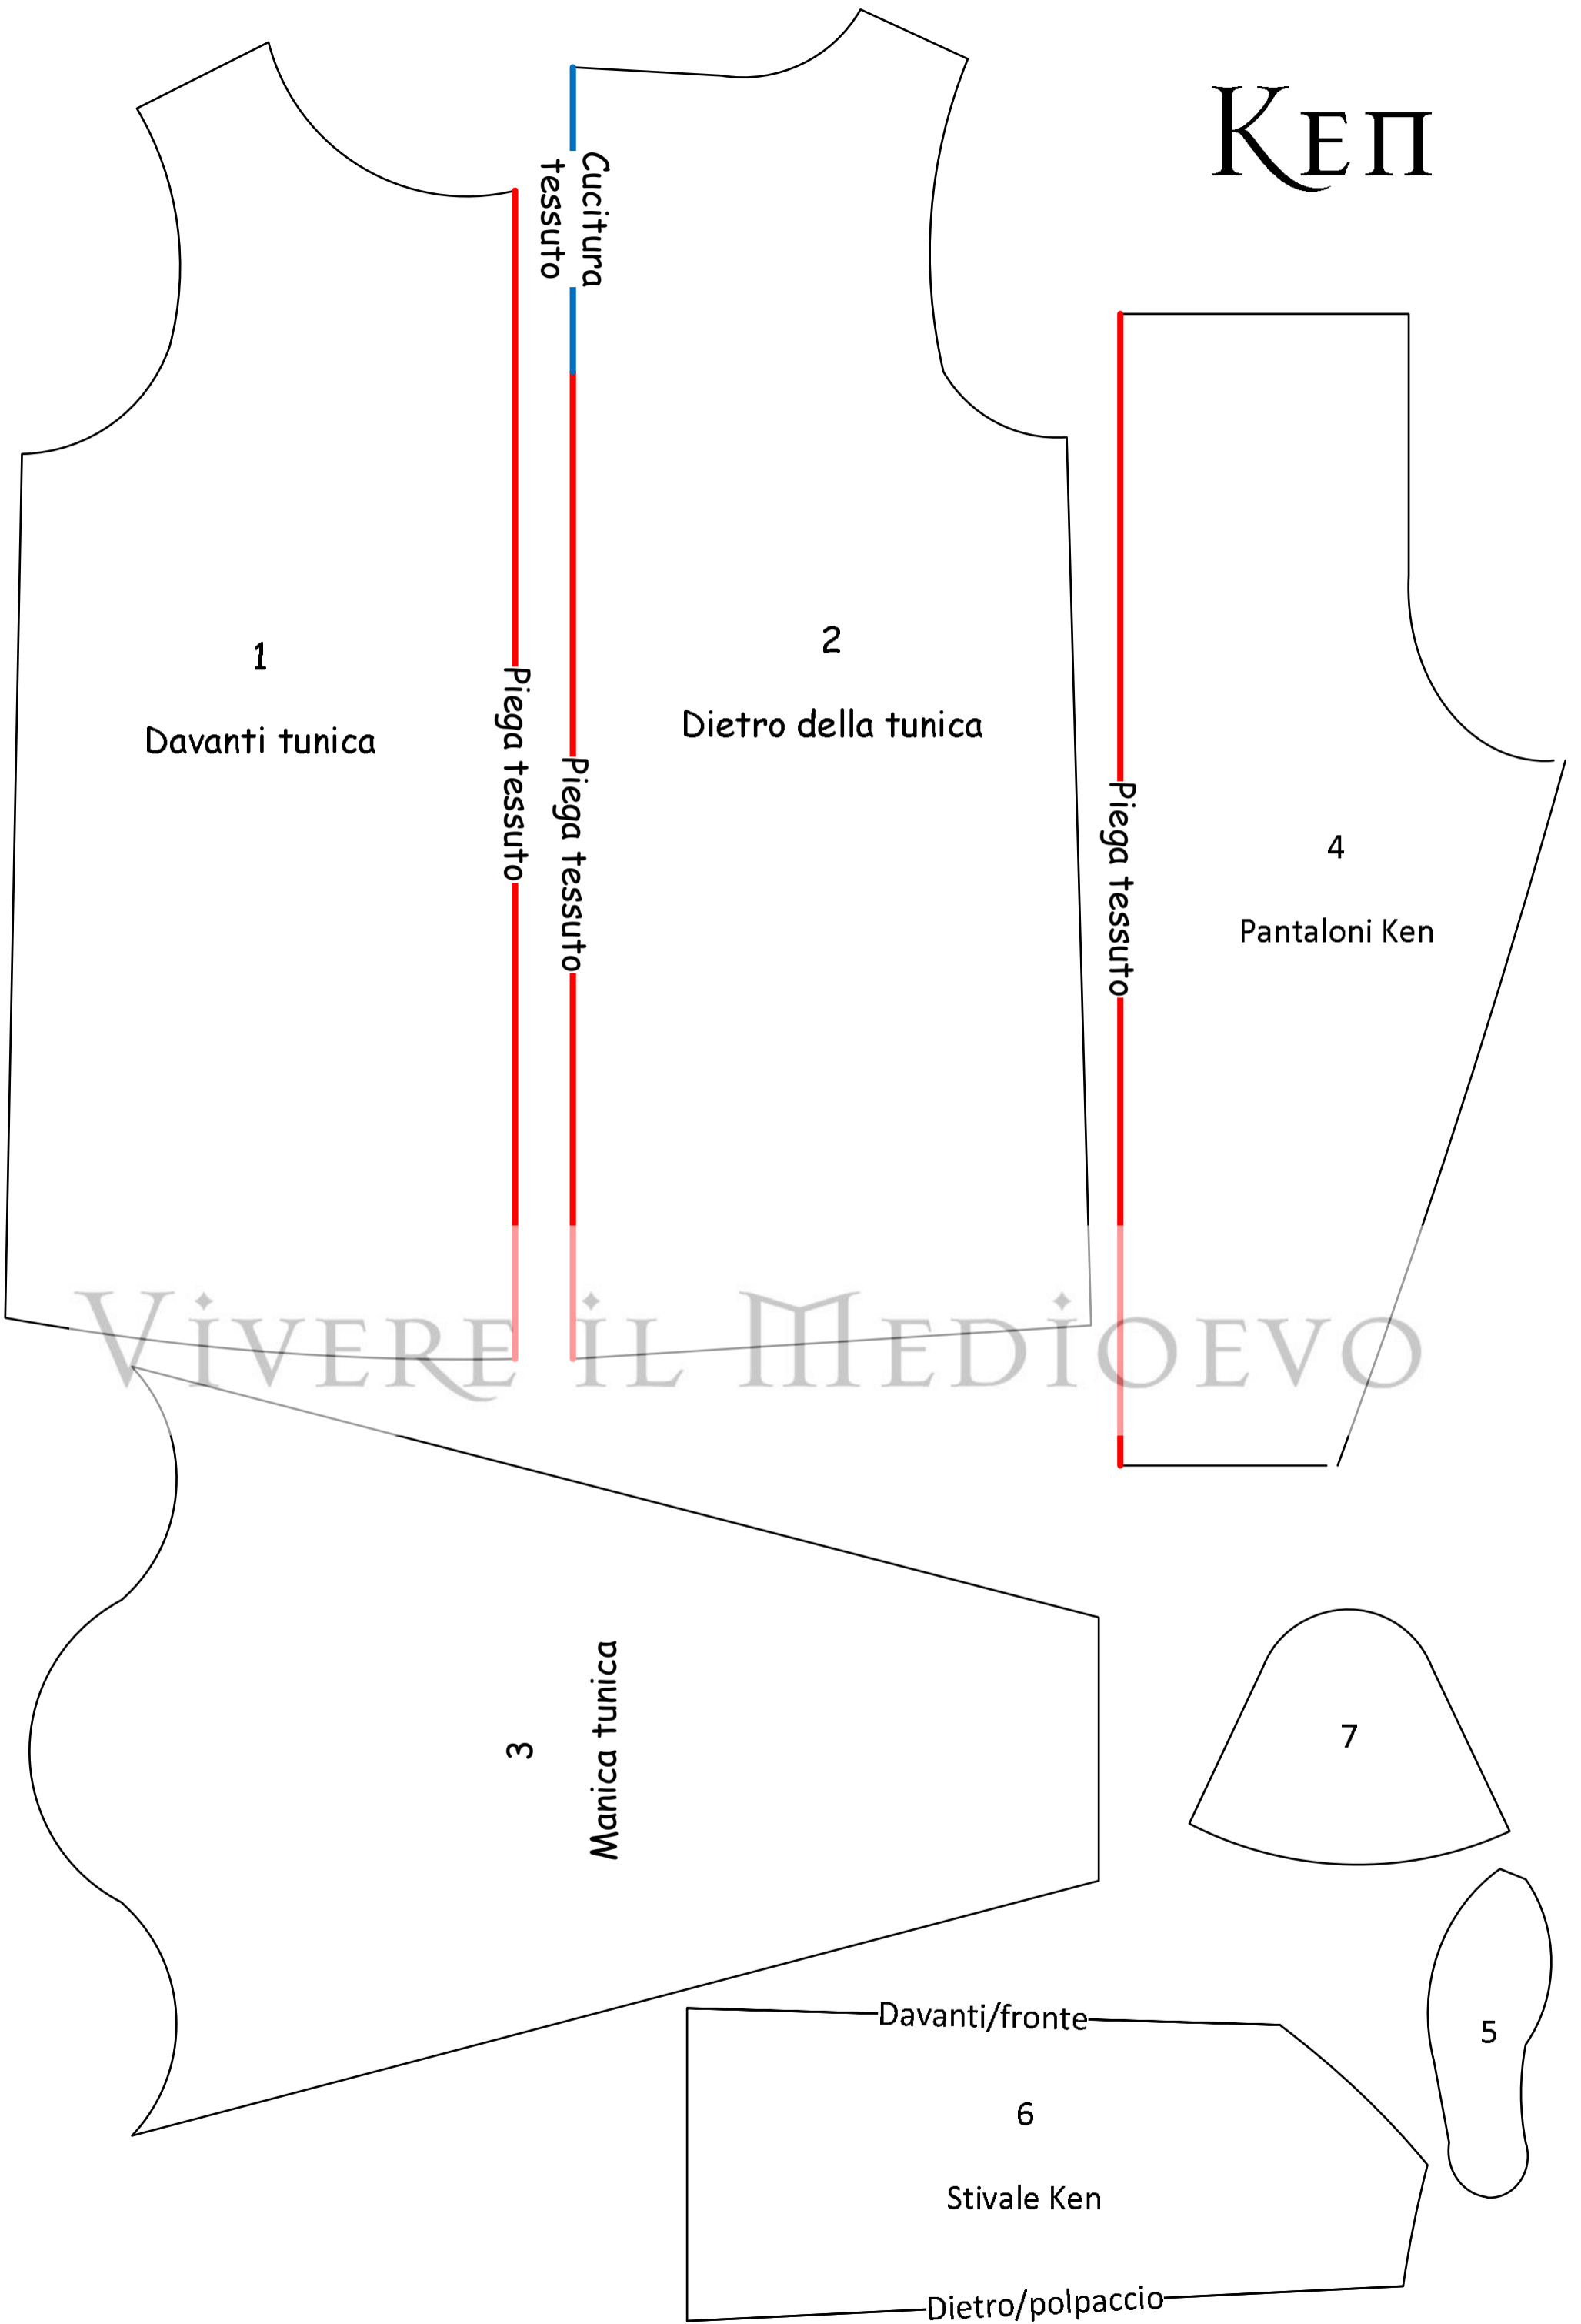 Keп
Cucitura
tessuto
1
Davanti tunica
Piega tessuto
2
Dietro della tunica
Piega tessuto
4
Pantaloni Ken
Piega tessuto
Vivere il Medioevo
3
Manica tunica
7
5
Davanti/fronte
6
Stivale Ken
Dietro/polpaccio